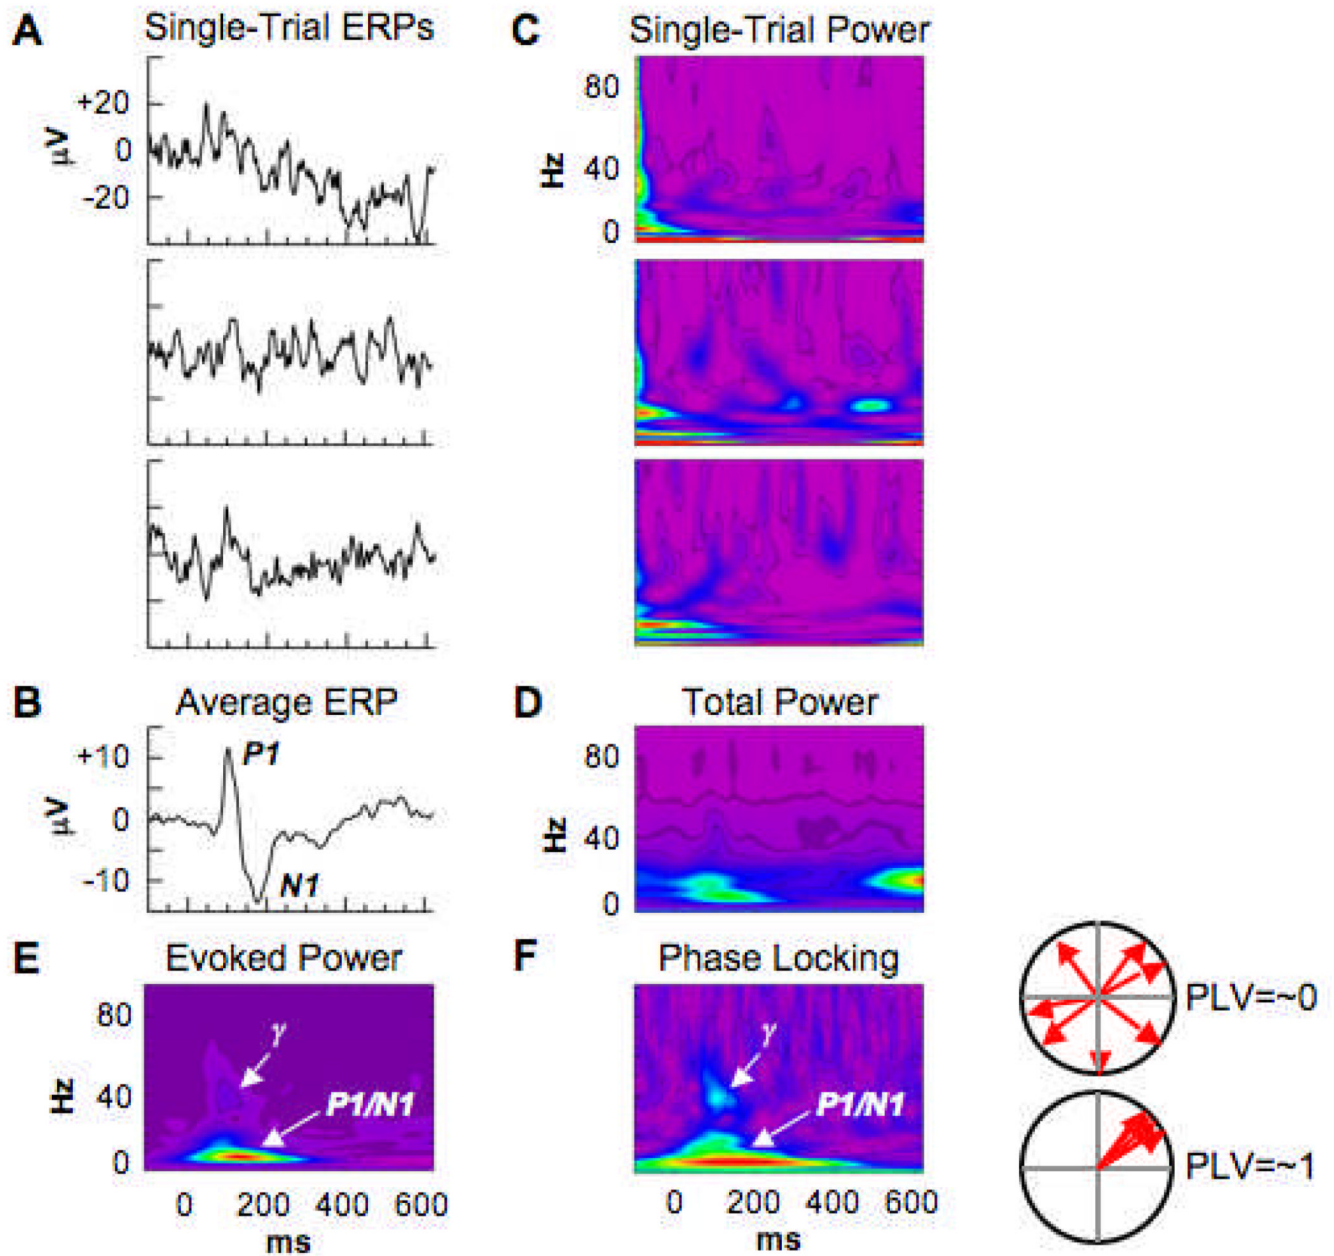 A Single-Trial ERPs
+20
0
-20
µV
C Single-Trial Power
80
40
0
Hz
B Average ERP
+10
0
-10
µV
P1
N1
D Total Power
80
40
0
Hz
E Evoked Power
80
40
0
Hz
γ
P1/N1
0 200 400 600
ms
F Phase Locking
γ
P1/N1
0 200 400 600
ms
PLV=~0
PLV=~1